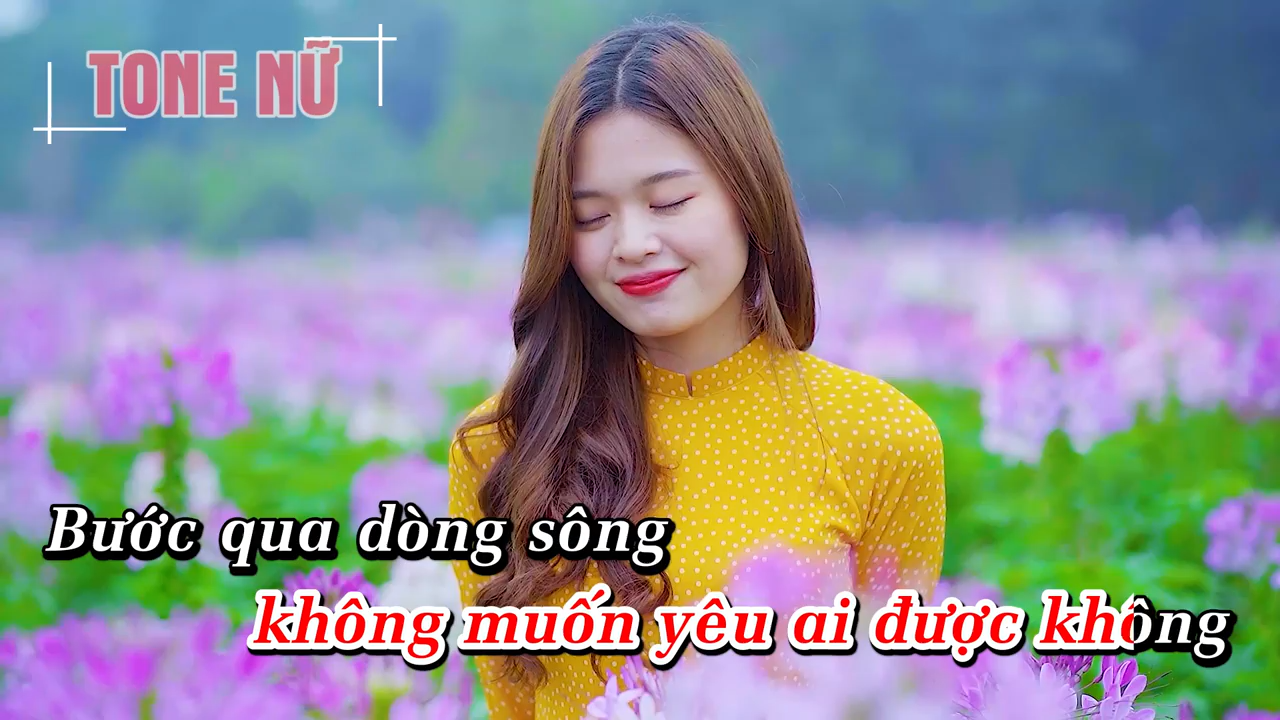 TONE NỮ
Bước qua dòng sông
không muốn yêu ai được không